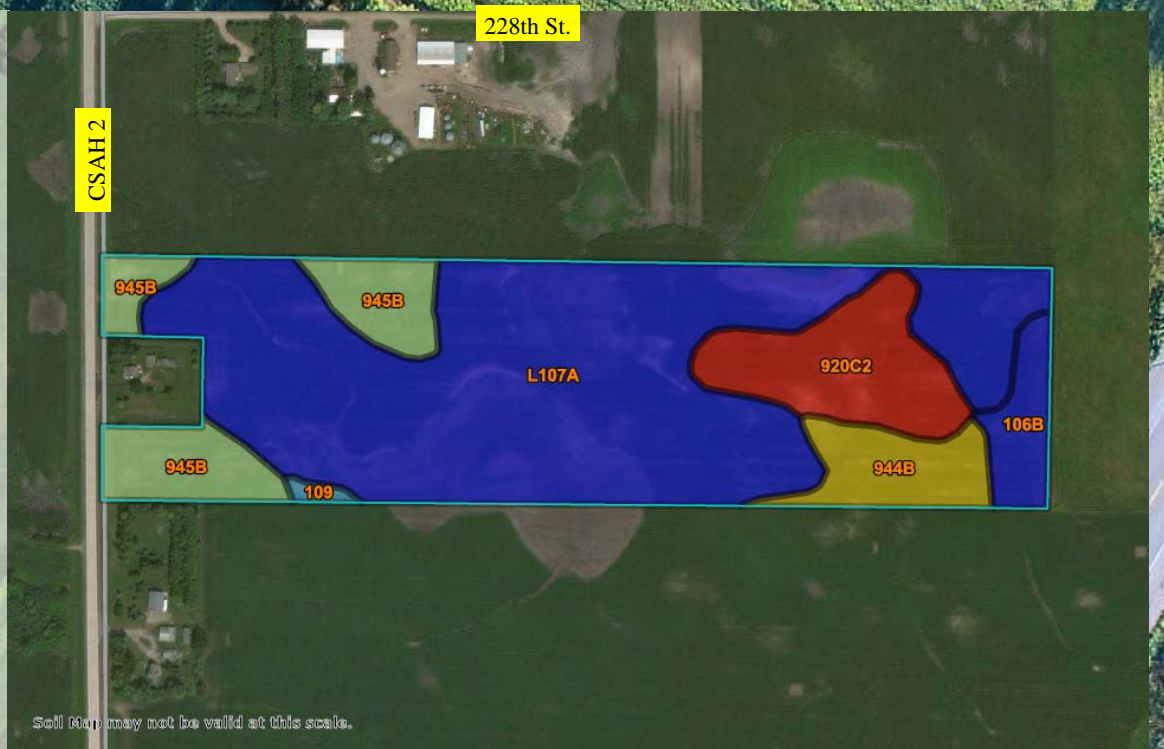 228th St.
CSAH 2
945B
945B
L107A
920C2
106B
945B
944B
109
Soil Map may not be valid at this scale.